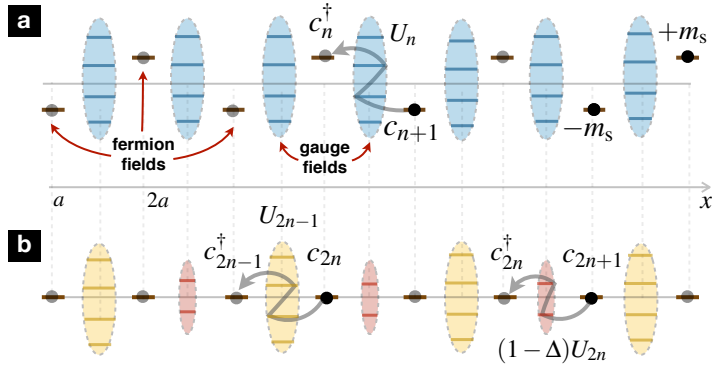 a
c†n
Un
+ms
cn+1
−ms
fermion
fields
gauge
fields
a
2a
x
b
U2n−1
c†2n−1
c2n
c†2n
c2n+1
(1 − Δ)U2n